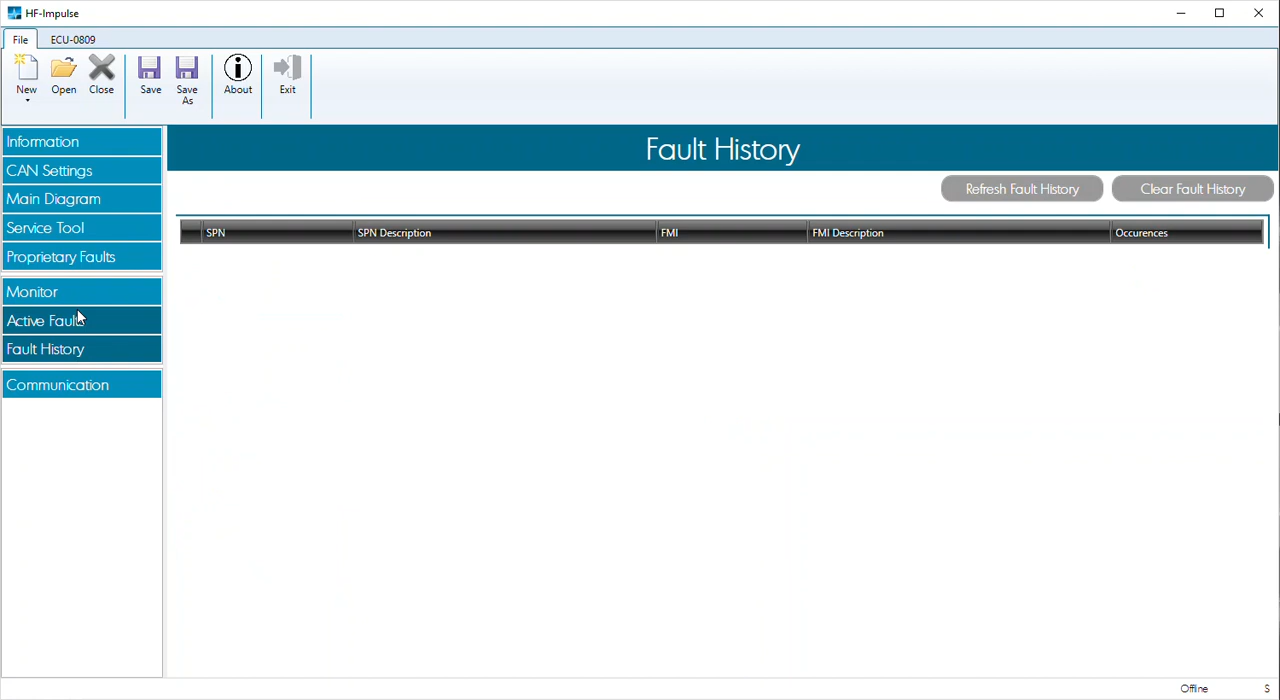 HF-Impulse
File ECU-0809
New Open Close Save Save As About Exit
Information
CAN Settings
Main Diagram
Service Tool
Proprietary Faults
Monitor
Active Faults
Fault History
Communication
Fault History
Refresh Fault History Clear Fault History
SPN SPN Description FMI FMI Description Occurences
Offline S